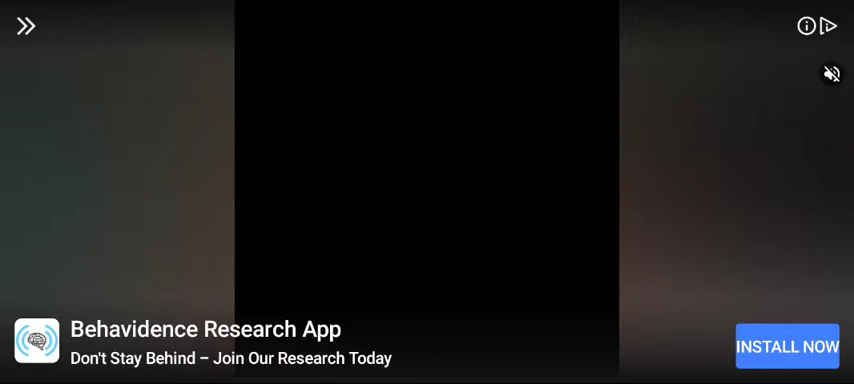 Behavidence Research App
Don't Stay Behind – Join Our Research Today
INSTALL NOW